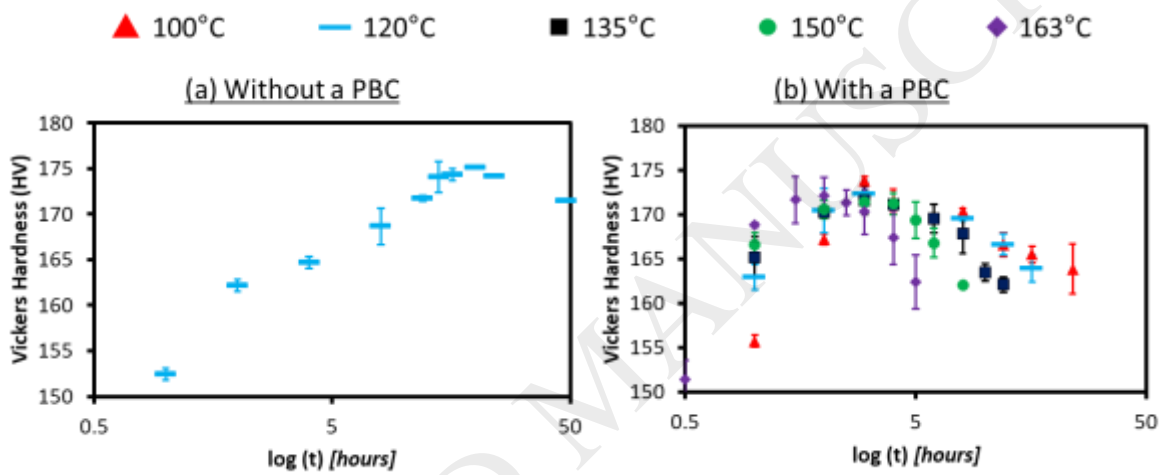 100°C 120°C 135°C 150°C 163°C
(a) Without a PBC
(b) With a PBC
Vickers Hardness (HV)
180
175
170
165
160
155
150
0.5 5 50
log (t) [hours]
Vickers Hardness (HV)
180
175
170
165
160
155
150
0.5 5 50
log (t) [hours]
D MANUSC